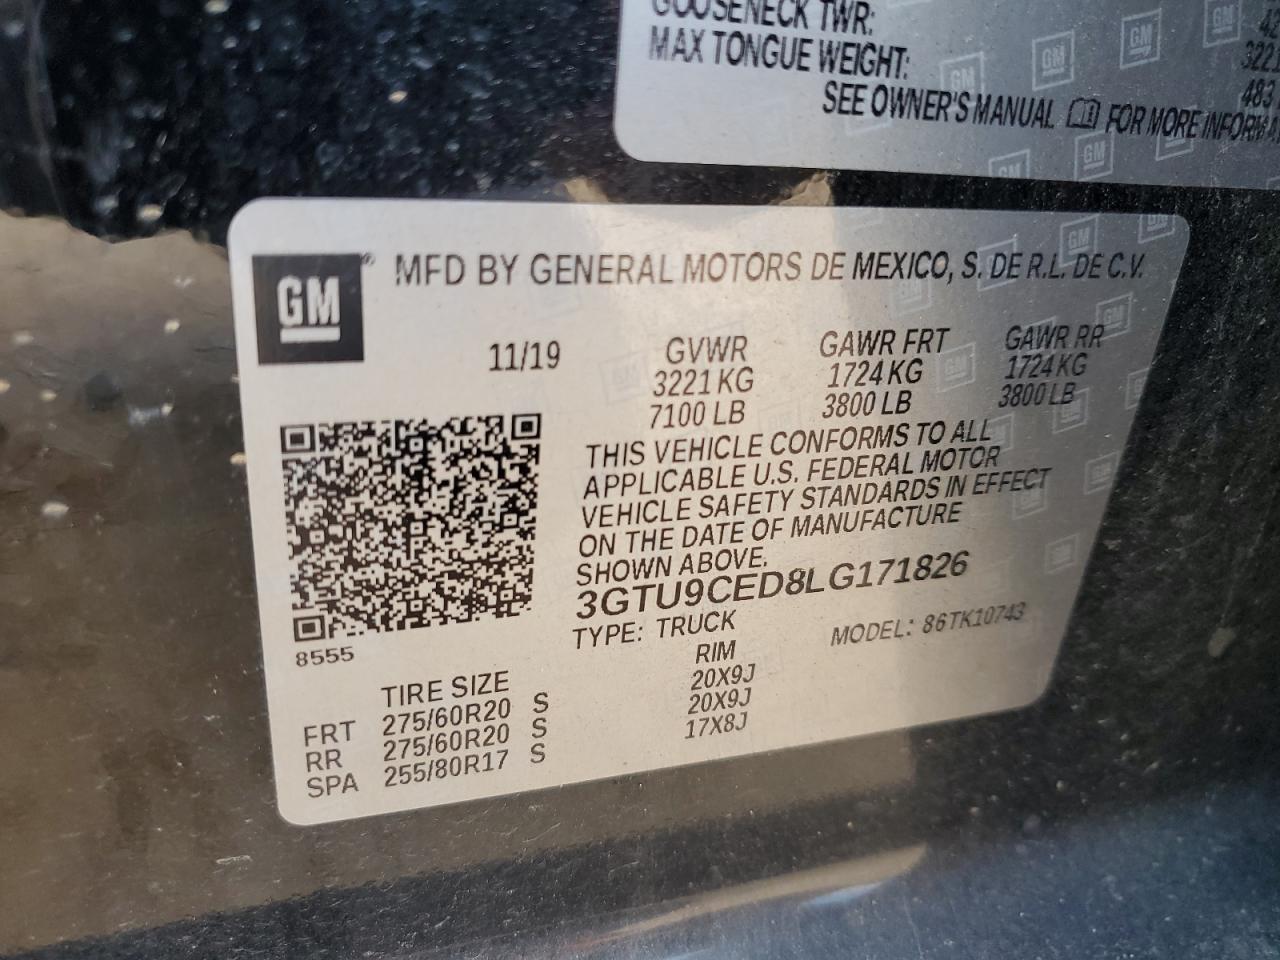 GOOSENECK TWR:
MAX TONGUE WEIGHT:
483
SEE OWNER'S MANUAL FOR MORE
GM ® MFD BY GENERAL MOTORS DE MEXICO, S. DE R.L. DE C.V.
11/19 GVWR GAWR FRT GAWR RR
3221 KG 1724 KG 1724 KG
7100 LB 3800 LB 3800 LB
THIS VEHICLE CONFORMS TO ALL
APPLICABLE U.S. FEDERAL MOTOR
VEHICLE SAFETY STANDARDS IN EFFECT
ON THE DATE OF MANUFACTURE
SHOWN ABOVE.
3GTU9CED8LG171826
TYPE: TRUCK MODEL: 86TK10743
8555
TIRE SIZE RIM
FRT 275/60R20 S 20X9J
RR 275/60R20 S 20X9J
SPA 255/80R17 S 17X8J